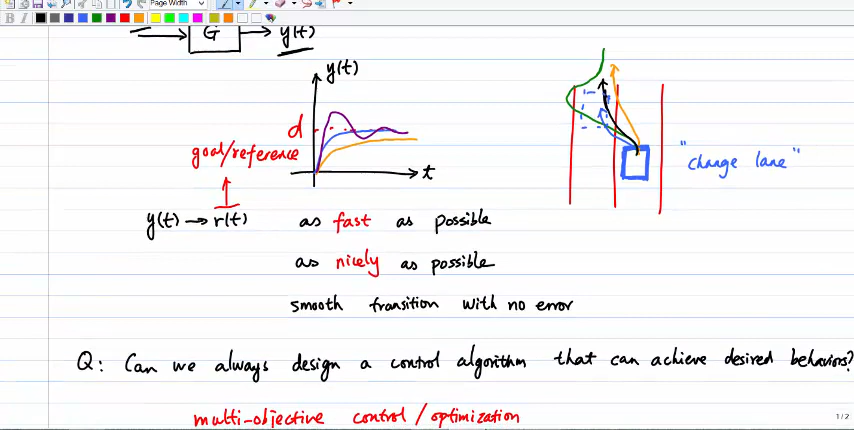 Page Width
B I
G → y(t)
y(t)
d
goal/reference
t
"change lane"
y(t) → r(t)
as fast as possible
as nicely as possible
smooth transition with no error
Q: Can we always design a control algorithm that can achieve desired behaviors?
multi-objective control / optimization
1/2